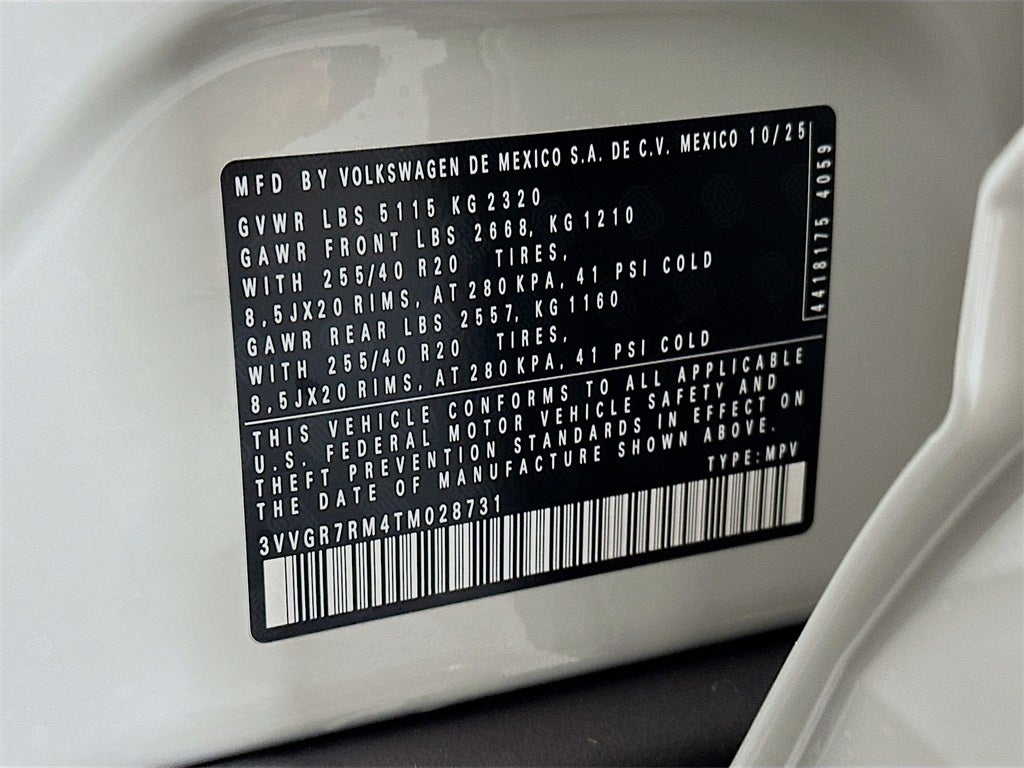 MFD BY VOLKSWAGEN DE MEXICO S.A. DE C.V. MEXICO 10/25
GVWR LBS 5115 KG 2320
GAWR FRONT LBS 2668, KG 1210
WITH 255/40 R20 TIRES,
8,5JX20 RIMS, AT 280 KPA, 41 PSI COLD
GAWR REAR LBS 2557, KG 1160
WITH 255/40 R20 TIRES,
8,5JX20 RIMS, AT 280 KPA, 41 PSI COLD
4418175 4059
THIS VEHICLE CONFORMS TO ALL APPLICABLE
U.S. FEDERAL MOTOR VEHICLE SAFETY AND
THEFT PREVENTION STANDARDS IN EFFECT ON
THE DATE OF MANUFACTURE SHOWN ABOVE.
TYPE:MPV
3VVGR7RM4TM028731